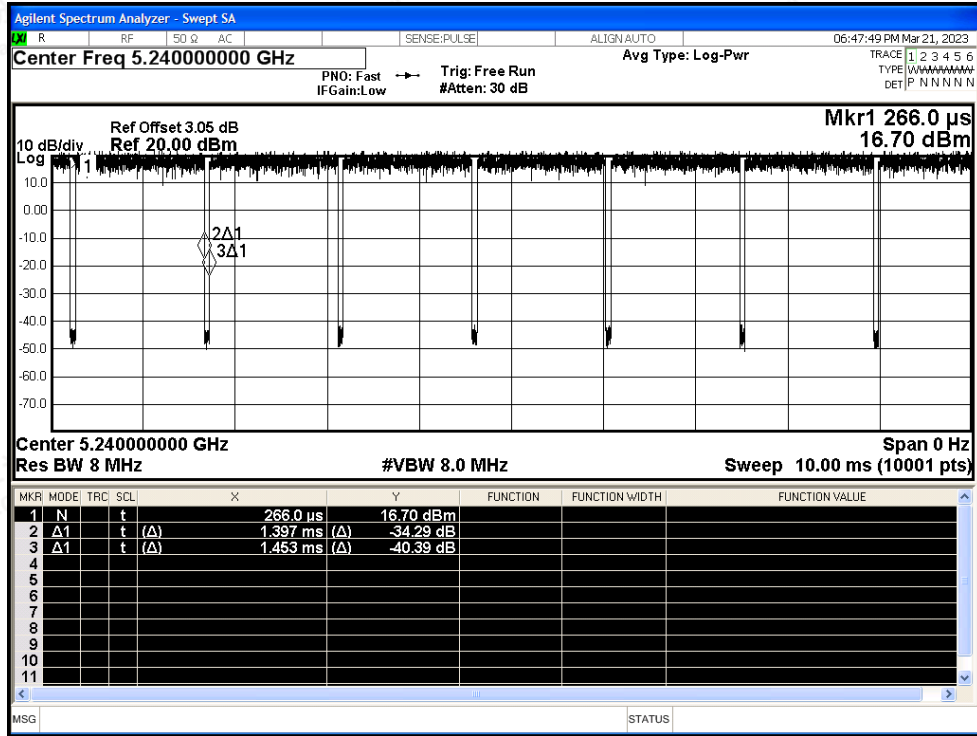 Agilent Spectrum Analyzer - Swept SA
LXI R RF 50 Ω AC SENSE:PULSE ALIGN AUTO 06:47:49 PM Mar 21, 2023
Center Freq 5.240000000 GHz
PNO: Fast
IFGain:Low
Trig: Free Run
#Atten: 30 dB
Avg Type: Log-Pwr
TRACE 1 2 3 4 5 6
TYPE W
DET P N N N N N
Mkr1 266.0 µs
16.70 dBm
Ref Offset 3.05 dB
10 dB/div Ref 20.00 dBm
Log
1
10.0
0.00
-10.0
2Δ1
3Δ1
-20.0
-30.0
-40.0
-50.0
-60.0
-70.0
Center 5.240000000 GHz Span 0 Hz
Res BW 8 MHz #VBW 8.0 MHz Sweep 10.00 ms (10001 pts)
MKR MODE TRC SCL X Y FUNCTION FUNCTION WIDTH FUNCTION VALUE
1 N t 266.0 µs 16.70 dBm
2 Δ1 t (Δ) 1.397 ms (Δ) -34.29 dB
3 Δ1 t (Δ) 1.453 ms (Δ) -40.39 dB
4
5
6
7
8
9
10
11
MSG STATUS